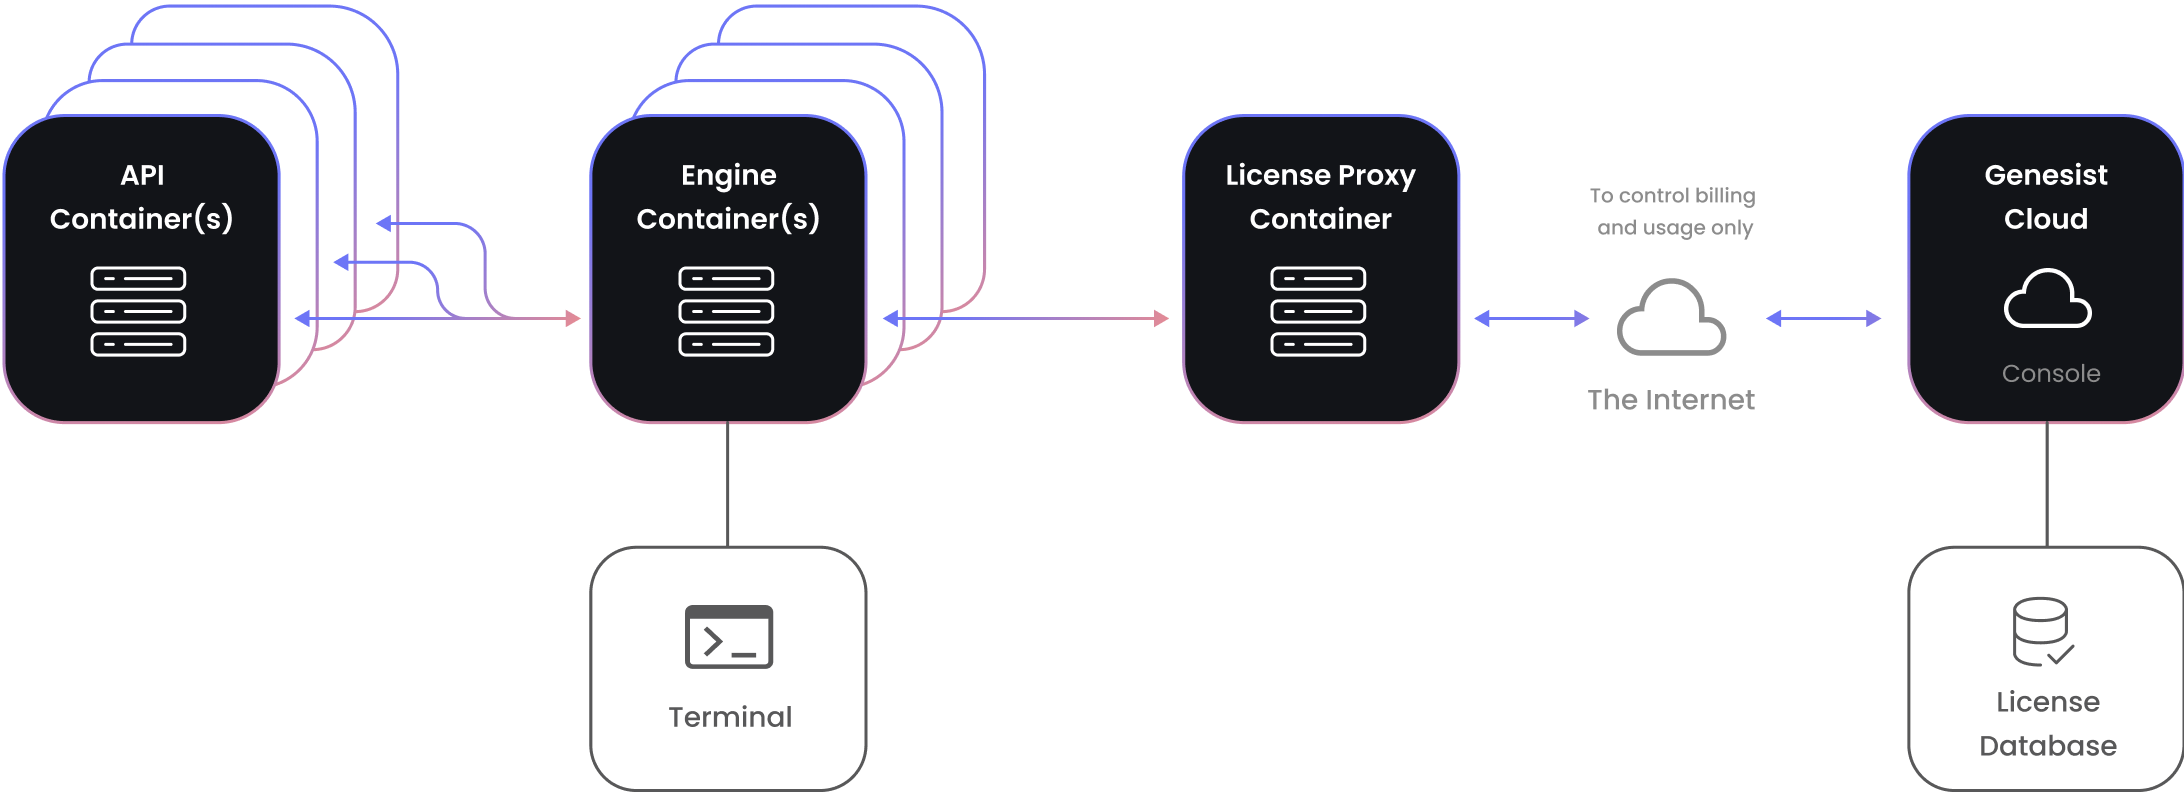 API
Container(s)
Engine
Container(s)
License Proxy
Container
To control billing
and usage only
The Internet
Genesist
Cloud
Console
Terminal
License
Database